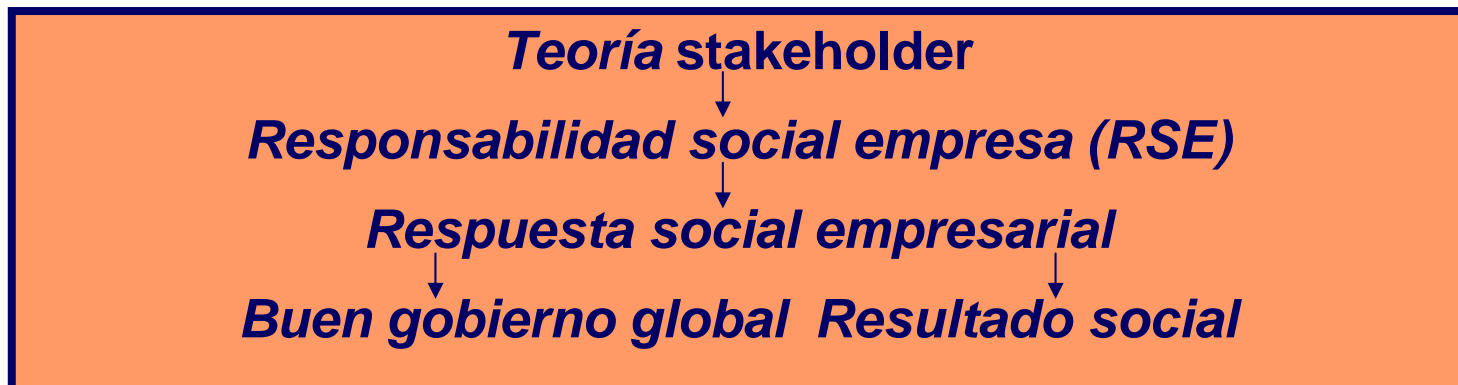 Teoría stakeholder
Responsabilidad social empresa (RSE)
Respuesta social empresarial
Buen gobierno global Resultado social